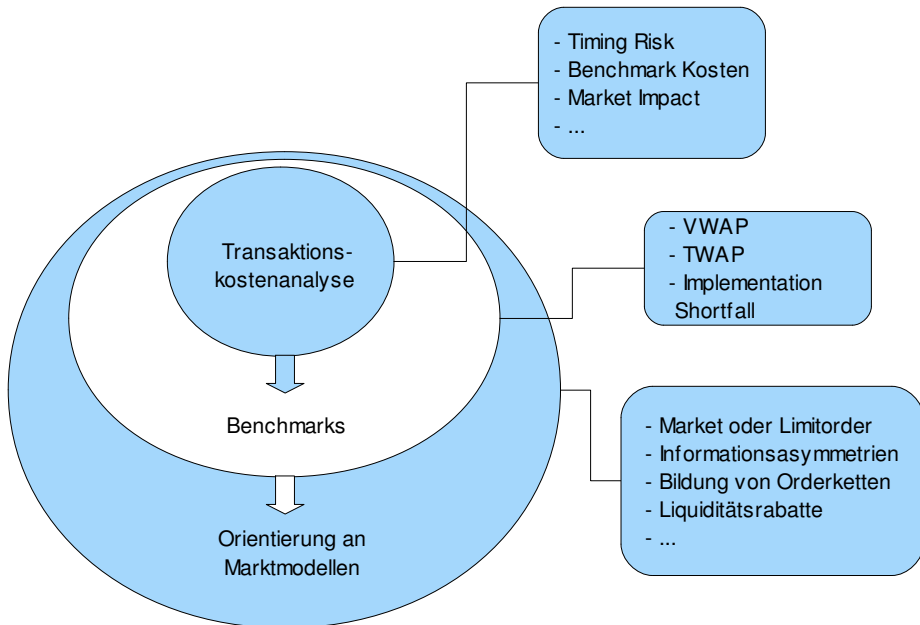 - Timing Risk
- Benchmark Kosten
- Market Impact
- ...
Transaktions-
kostenanalyse
- VWAP
- TWAP
- Implementation
Shortfall
Benchmarks
- Market oder Limitorder
- Informationsasymmetrien
- Bildung von Orderketten
- Liquiditätsrabatte
- ...
Orientierung an
Marktmodellen